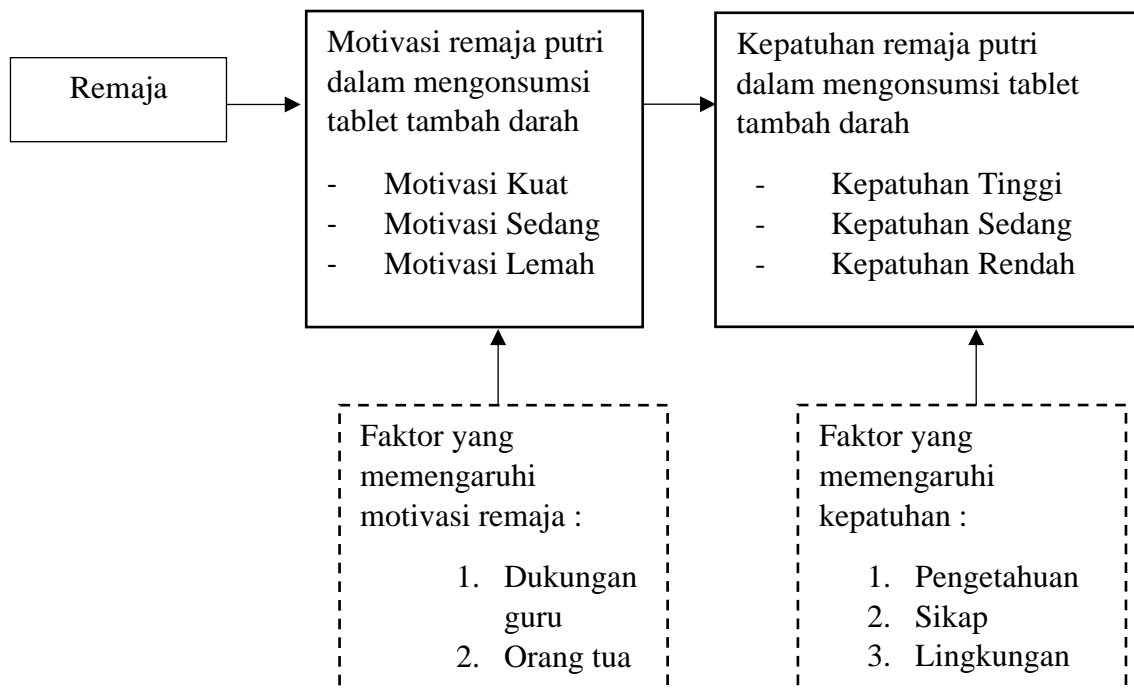 Remaja
Motivasi remaja putri
dalam mengonsumsi
tablet tambah darah
- Motivasi Kuat
- Motivasi Sedang
- Motivasi Lemah
Kepatuhan remaja putri
dalam mengonsumsi tablet
tambah darah
- Kepatuhan Tinggi
- Kepatuhan Sedang
- Kepatuhan Rendah
Faktor yang
memengaruhi
motivasi remaja :
1. Dukungan
guru
2. Orang tua
Faktor yang
memengaruhi
kepatuhan :
1. Pengetahuan
2. Sikap
3. Lingkungan